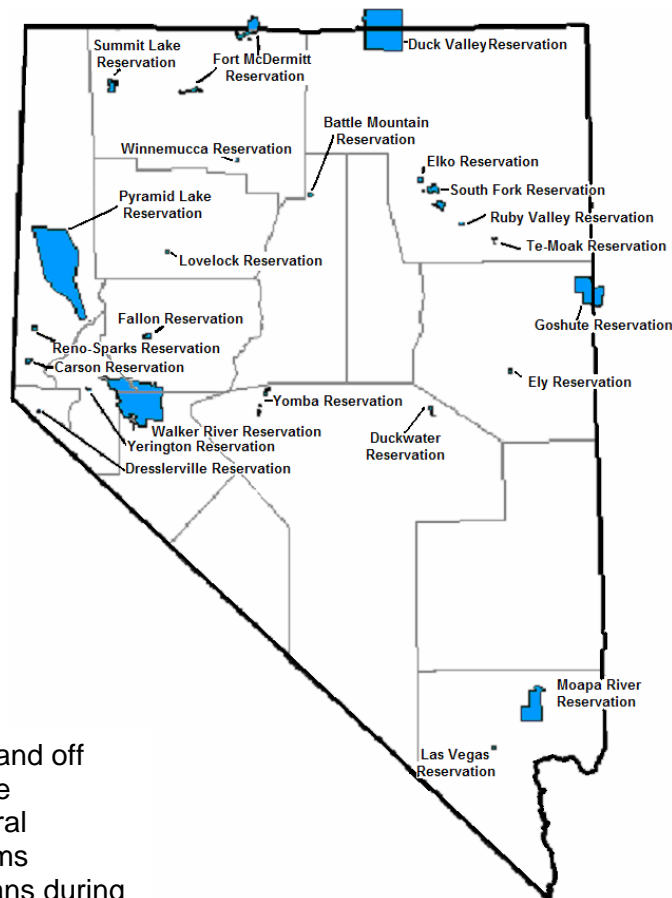 Summit Lake
Reservation
Fort McDermitt
Reservation
Duck Valley Reservation
Battle Mountain
Reservation
Winnemucca Reservation
Elko Reservation
South Fork Reservation
Pyramid Lake
Reservation
Ruby Valley Reservation
Te-Moak Reservation
Lovelock Reservation
Goshute Reservation
Fallon Reservation
Reno-Sparks Reservation
Carson Reservation
Ely Reservation
Yomba Reservation
Walker River Reservation
Duckwater
Reservation
Yerington Reservation
Dresslerville Reservation
Moapa River
Reservation
Las Vegas
Reservation
and off
e
ral
ms
ans during